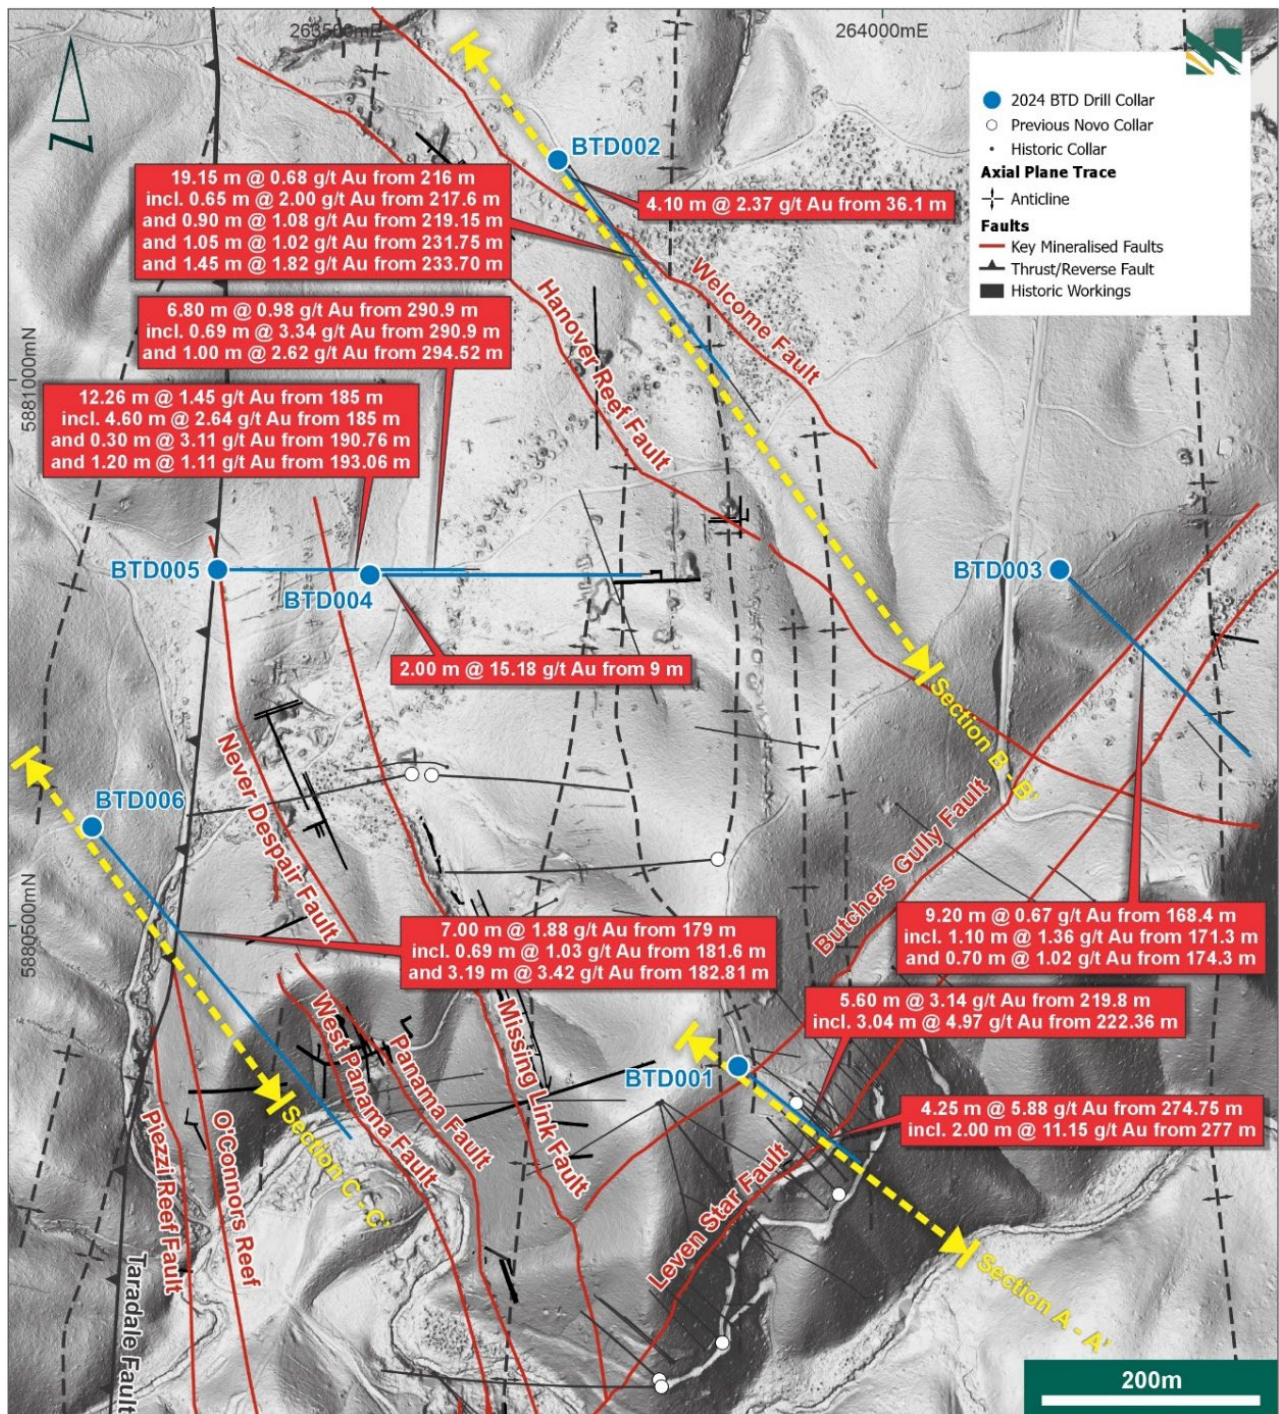 263500mE
264000mE
N
2024 BTD Drill Collar
Previous Novo Collar
Historic Collar
Axial Plane Trace
Anticline
Faults
Key Mineralised Faults
Thrust/Reverse Fault
Historic Workings
BTD002
19.15 m @ 0.68 g/t Au from 216 m
incl. 0.65 m @ 2.00 g/t Au from 217.6 m
and 0.90 m @ 1.08 g/t Au from 219.15 m
and 1.05 m @ 1.02 g/t Au from 231.75 m
and 1.45 m @ 1.82 g/t Au from 233.70 m
4.10 m @ 2.37 g/t Au from 36.1 m
Welcome Fault
Hanover Reef Fault
6.80 m @ 0.98 g/t Au from 290.9 m
incl. 0.69 m @ 3.34 g/t Au from 290.9 m
and 1.00 m @ 2.62 g/t Au from 294.52 m
5881000mN
12.26 m @ 1.45 g/t Au from 185 m
incl. 4.60 m @ 2.64 g/t Au from 185 m
and 0.30 m @ 3.11 g/t Au from 190.76 m
and 1.20 m @ 1.11 g/t Au from 193.06 m
BTD005
BTD004
BTD003
2.00 m @ 15.18 g/t Au from 9 m
Section B - B'
Never Despair Fault
BTD006
Butchers Gully Fault
5880500mN
7.00 m @ 1.88 g/t Au from 179 m
incl. 0.69 m @ 1.03 g/t Au from 181.6 m
and 3.19 m @ 3.42 g/t Au from 182.81 m
9.20 m @ 0.67 g/t Au from 168.4 m
incl. 1.10 m @ 1.36 g/t Au from 171.3 m
and 0.70 m @ 1.02 g/t Au from 174.3 m
5.60 m @ 3.14 g/t Au from 219.8 m
incl. 3.04 m @ 4.97 g/t Au from 222.36 m
West Panama Fault
Panama Fault
Missing Link Fault
BTD001
4.25 m @ 5.88 g/t Au from 274.75 m
incl. 2.00 m @ 11.15 g/t Au from 277 m
Piezzi Reef Fault
O'Connors Reef
Section C - C'
Leven Star Fault
Section A - A'
Taradale Fault
200m